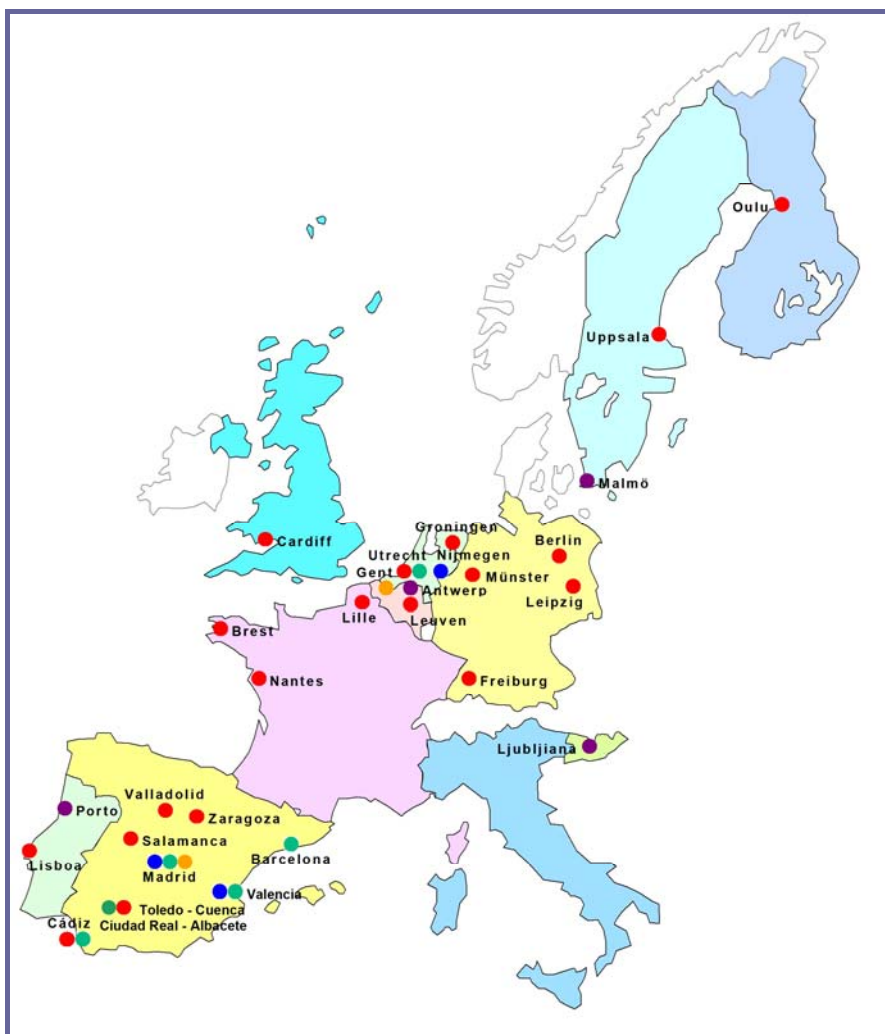 Oulu
Uppsala
Malmö
Cardiff
Groningen
Berlin
Utrecht Nijmegen
Gent
Münster
Antwerp
Leipzig
Lille
Leuven
Brest
Nantes
Freiburg
Ljubljiana
Valladolid
Porto
Zaragoza
Salamanca
Barcelona
Lisboa
Madrid
Valencia
Toledo - Cuenca
Cádiz
Ciudad Real - Albacete